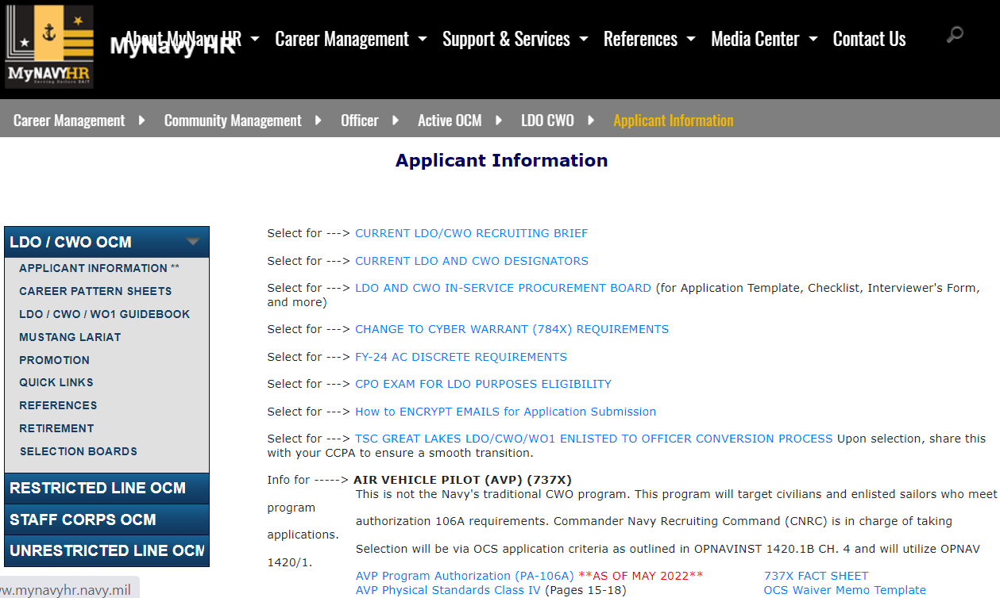 MyNAVYHR
Serving Sailors 24/7
MyNavy HR
About MyNavy HR Career Management Support & Services References Media Center Contact Us
Career Management Community Management Officer Active OCM LDO CWO Applicant Information
Applicant Information
LDO / CWO OCM
APPLICANT INFORMATION **
CAREER PATTERN SHEETS
LDO / CWO / WO1 GUIDEBOOK
MUSTANG LARIAT
PROMOTION
QUICK LINKS
REFERENCES
RETIREMENT
SELECTION BOARDS
RESTRICTED LINE OCM
STAFF CORPS OCM
UNRESTRICTED LINE OCM
Select for ---> CURRENT LDO/CWO RECRUITING BRIEF
Select for ---> CURRENT LDO AND CWO DESIGNATORS
Select for ---> LDO AND CWO IN-SERVICE PROCUREMENT BOARD (for Application Template, Checklist, Interviewer's Form,
and more)
Select for ---> CHANGE TO CYBER WARRANT (784X) REQUIREMENTS
Select for ---> FY-24 AC DISCRETE REQUIREMENTS
Select for ---> CPO EXAM FOR LDO PURPOSES ELIGIBILITY
Select for ---> How to ENCRYPT EMAILS for Application Submission
Select for ---> TSC GREAT LAKES LDO/CWO/WO1 ENLISTED TO OFFICER CONVERSION PROCESS Upon selection, share this
with your CCPA to ensure a smooth transition.
Info for -----> AIR VEHICLE PILOT (AVP) (737X)
This is not the Navy's traditional CWO program. This program will target civilians and enlisted sailors who meet
program
authorization 106A requirements. Commander Navy Recruiting Command (CNRC) is in charge of taking
applications.
Selection will be via OCS application criteria as outlined in OPNAVINST 1420.1B CH. 4 and will utilize OPNAV
1420/1.
AVP Program Authorization (PA-106A) **AS OF MAY 2022** 737X FACT SHEET
AVP Physical Standards Class IV (Pages 15-18) OCS Waiver Memo Template
w.mynavyhr.navy.mil